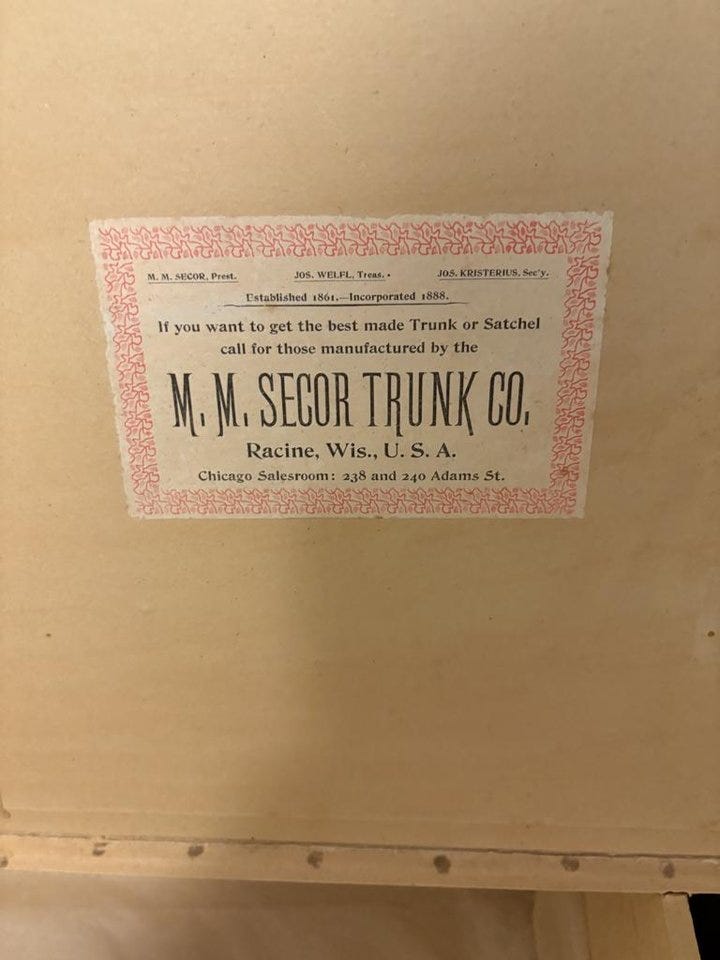 M. M. SECOR, Prest. JOS. WELFL, Treas. JOS. KRISTERIUS, Sec'y.
Established 1861.—Incorporated 1888.
If you want to get the best made Trunk or Satchel
call for those manufactured by the
M. M. SECOR TRUNK CO.
Racine, Wis., U. S. A.
Chicago Salesroom: 238 and 240 Adams St.